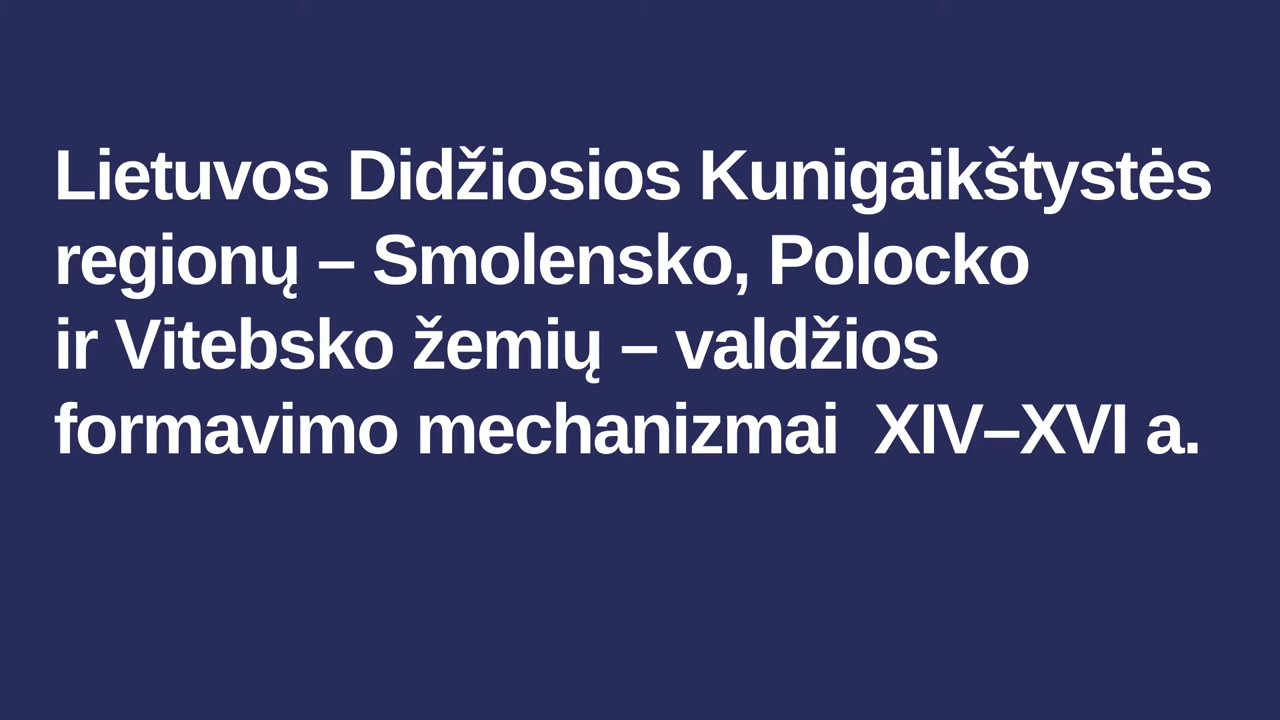 Lietuvos Didžiosios Kunigaikštystės
regionų – Smolensko, Polocko
ir Vitebsko žemių – valdžios
formavimo mechanizmai  XIV–XVI a.